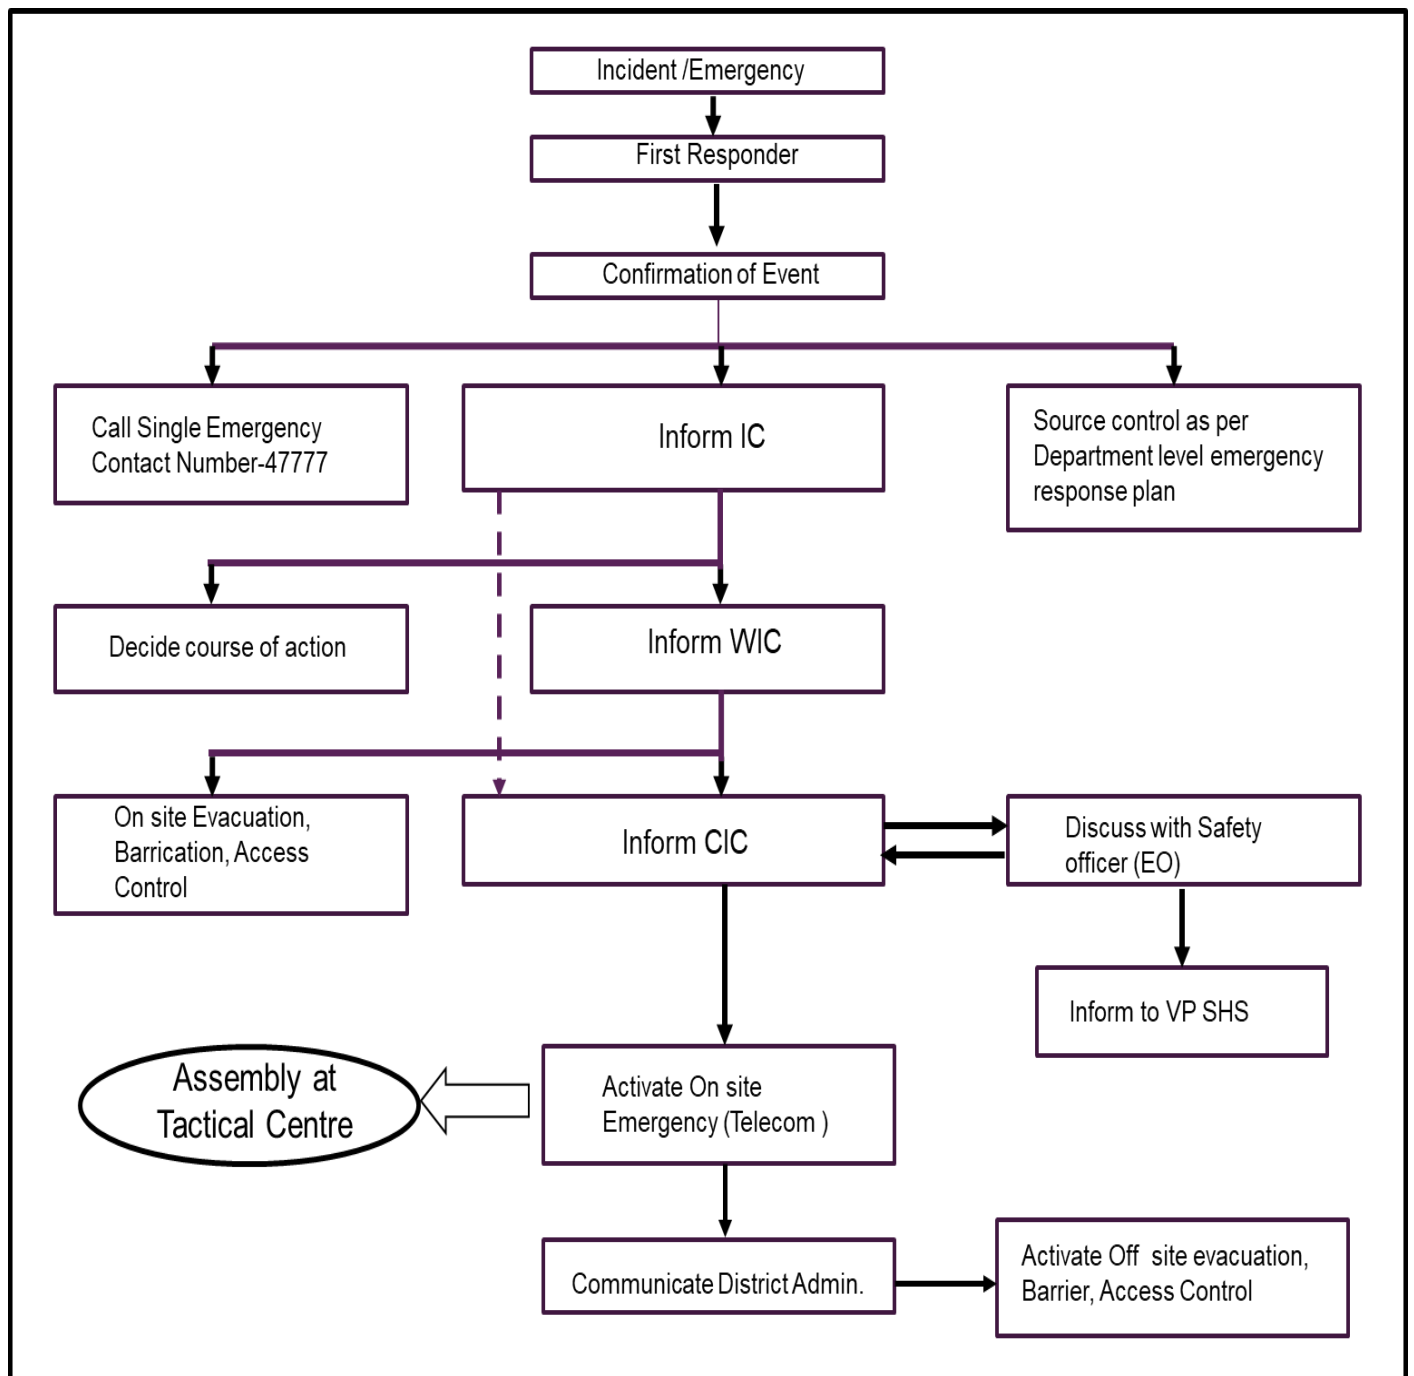 Incident /Emergency
First Responder
Confirmation of Event
Call Single Emergency
Contact Number-47777
Inform IC
Source control as per
Department level emergency
response plan
Decide course of action
Inform WIC
On site Evacuation,
Barrication, Access
Control
Inform CIC
Discuss with Safety
officer (EO)
Inform to VP SHS
Assembly at
Tactical Centre
Activate On site
Emergency (Telecom )
Communicate District Admin.
Activate Off site evacuation,
Barrier, Access Control